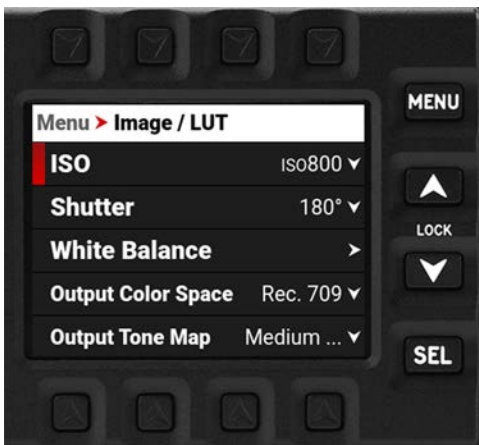 MENU
Menu > Image / LUT
ISO ISO800
Shutter 180°
LOCK
White Balance >
Output Color Space Rec. 709
Output Tone Map Medium ...
SEL